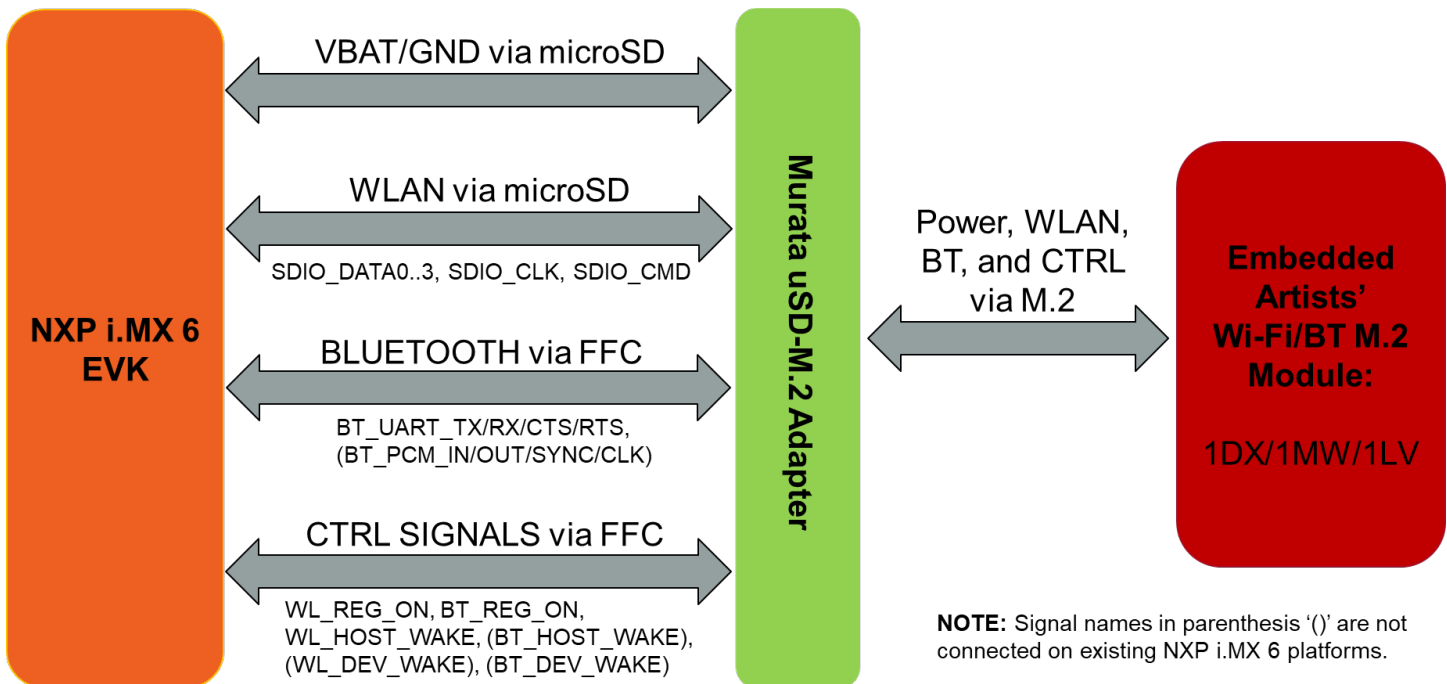 NXP i.MX 6
EVK
VBAT/GND via microSD
WLAN via microSD
SDIO_DATA0..3, SDIO_CLK, SDIO_CMD
BLUETOOTH via FFC
BT_UART_TX/RX/CTS/RTS,
(BT_PCM_IN/OUT/SYNC/CLK)
CTRL SIGNALS via FFC
WL_REG_ON, BT_REG_ON,
WL_HOST_WAKE, (BT_HOST_WAKE),
(WL_DEV_WAKE), (BT_DEV_WAKE)
Murata uSD-M.2 Adapter
Power, WLAN,
BT, and CTRL
via M.2
Embedded
Artists’
Wi-Fi/BT M.2
Module:
1DX/1MW/1LV
NOTE: Signal names in parenthesis ‘()’ are not
connected on existing NXP i.MX 6 platforms.